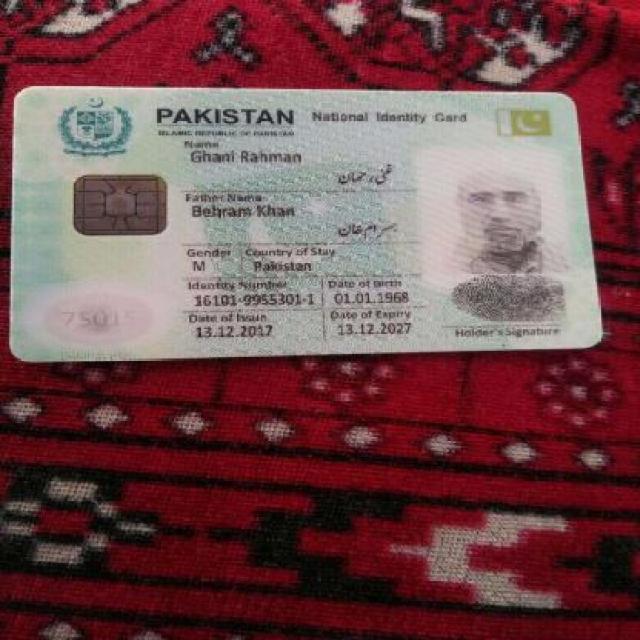 PAKISTAN National Identity Card
ISLAMIC REPUBLIC OF PAKISTAN
Name
Ghani Rahman
غنی رحمان
Father Name
Behram Khan
بہرام خان
Gender Country of Stay
M Pakistan
Identity Number Date of Birth
16101-9955301-1 01.01.1968
Date of Issue Date of Expiry
13.12.2017 13.12.2027
Holder's Signature